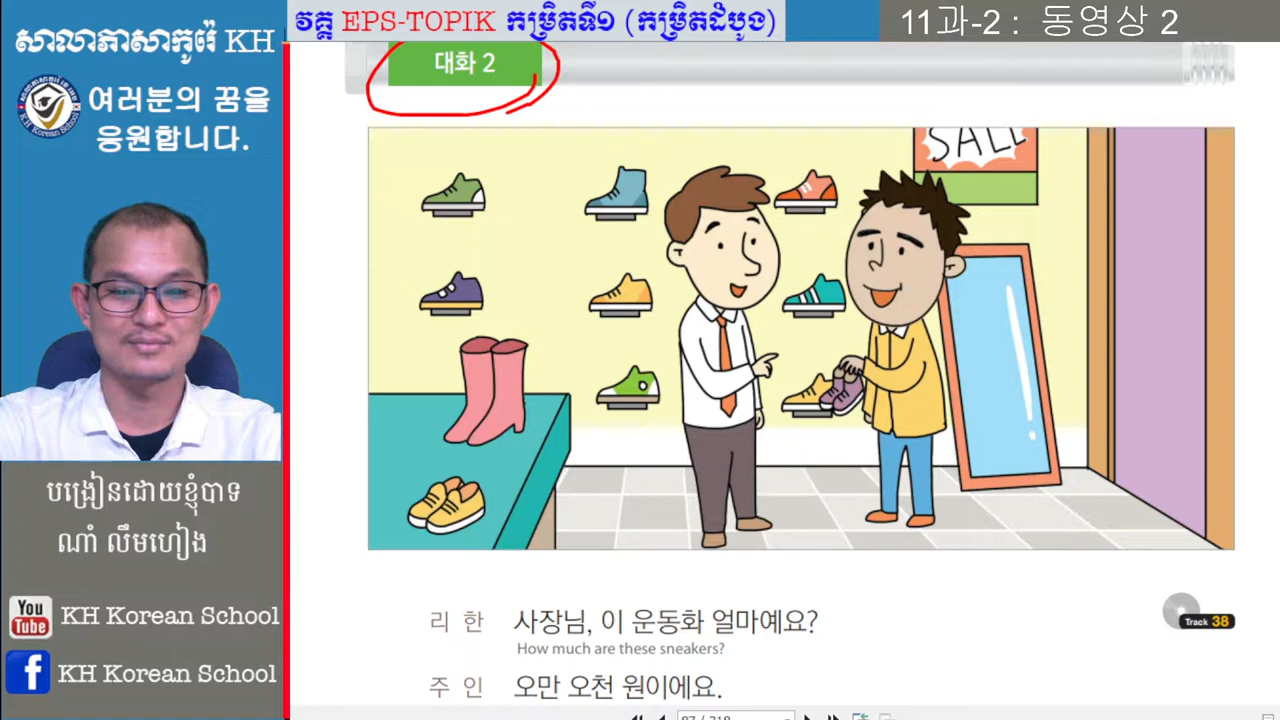 សាលាភាសាកូរ៉េ KH
여러분의 꿈을
응원합니다.
បង្រៀនដោយខ្ញុំបាទ
ណាំ លឹមហៀង
You Tube KH Korean School
KH Korean School
វគ្គ EPS-TOPIK កម្រិតទី១ (កម្រិតដំបូង)
11과-2 : 동영상 2
대화 2
SALE
리 한 사장님, 이 운동화 얼마예요?
How much are these sneakers?
Track 38
주 인 오만 오천 원이에요.
87 / 218